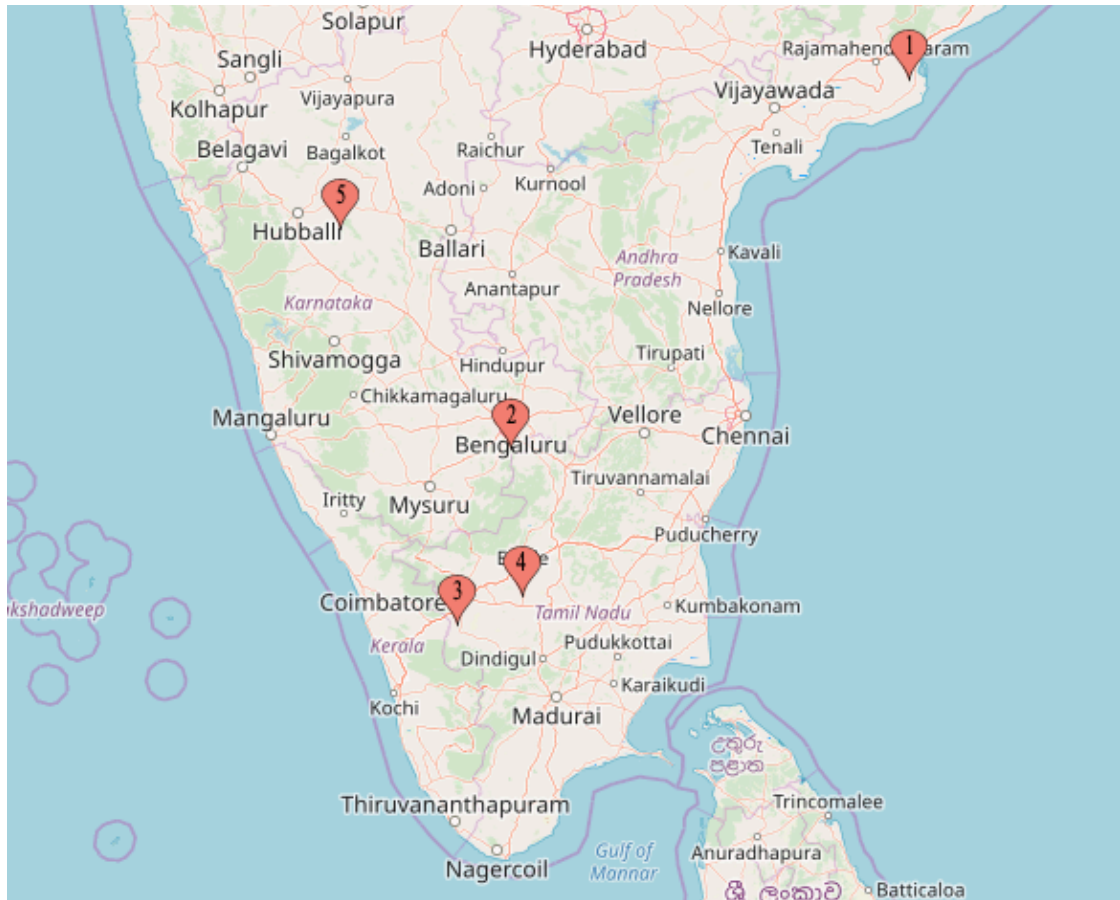 Solapur
Hyderabad
1
Sangli
Vijayawada
Kolhapur
Vijayapura
Belagavi
Bagalkot
Raichur
Tenali
Adoni
Kurnool
5
Hubballi
Ballari
Andhra
Pradesh
Kavali
Anantapur
Karnataka
Nellore
Shivamogga
Hindupur
Tirupati
Chikkamagaluru
Mangaluru
2
Vellore
Chennai
Bengaluru
Tiruvannamalai
Mysuru
Iritty
Puducherry
4
3
Coimbatore
Tamil Nadu
Kumbakonam
Kerala
Pudukkottai
Dindigul
Karaikudi
Kochi
Madurai
උතුරු
පළාත
Thiruvananthapuram
Trincomalee
Nagercoil
Gulf of
Mannar
Anuradhapura
ශ්‍රී ලංකාව
Batticaloa